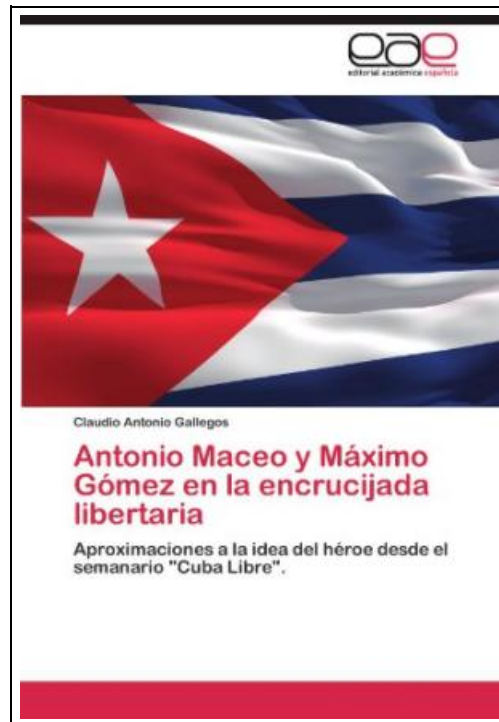 eae
editorial académica española
Claudio Antonio Gallegos
Antonio Maceo y Máximo
Gómez en la encrucijada
libertaria
Aproximaciones a la idea del héroe desde el
semanario "Cuba Libre".